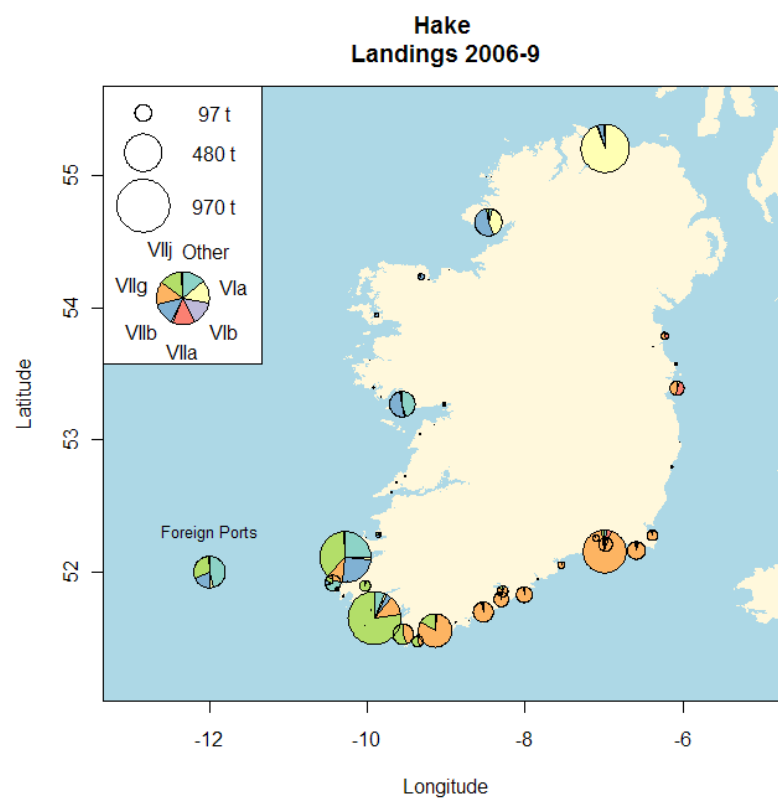 Hake
Landings 2006-9
97 t
480 t
970 t
VIIj Other
VIIg VIa
VIIb VIb
VIIa
Foreign Ports
55
54
53
52
Latitude
-12 -10 -8 -6
Longitude